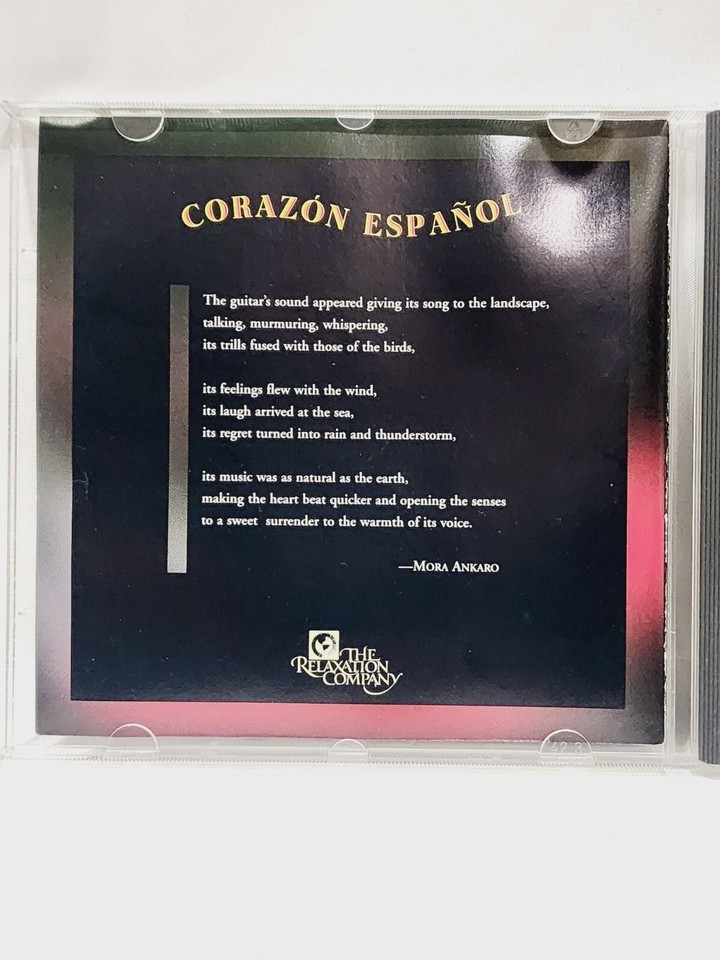 CORAZÓN ESPAÑOL
The guitar's sound appeared giving its song to the landscape,
talking, murmuring, whispering,
its trills fused with those of the birds,
its feelings flew with the wind,
its laugh arrived at the sea,
its regret turned into rain and thunderstorm,
its music was as natural as the earth,
making the heart beat quicker and opening the senses
to a sweet surrender to the warmth of its voice.
—MORA ANKARO
THE
RELAXATION
COMPANY